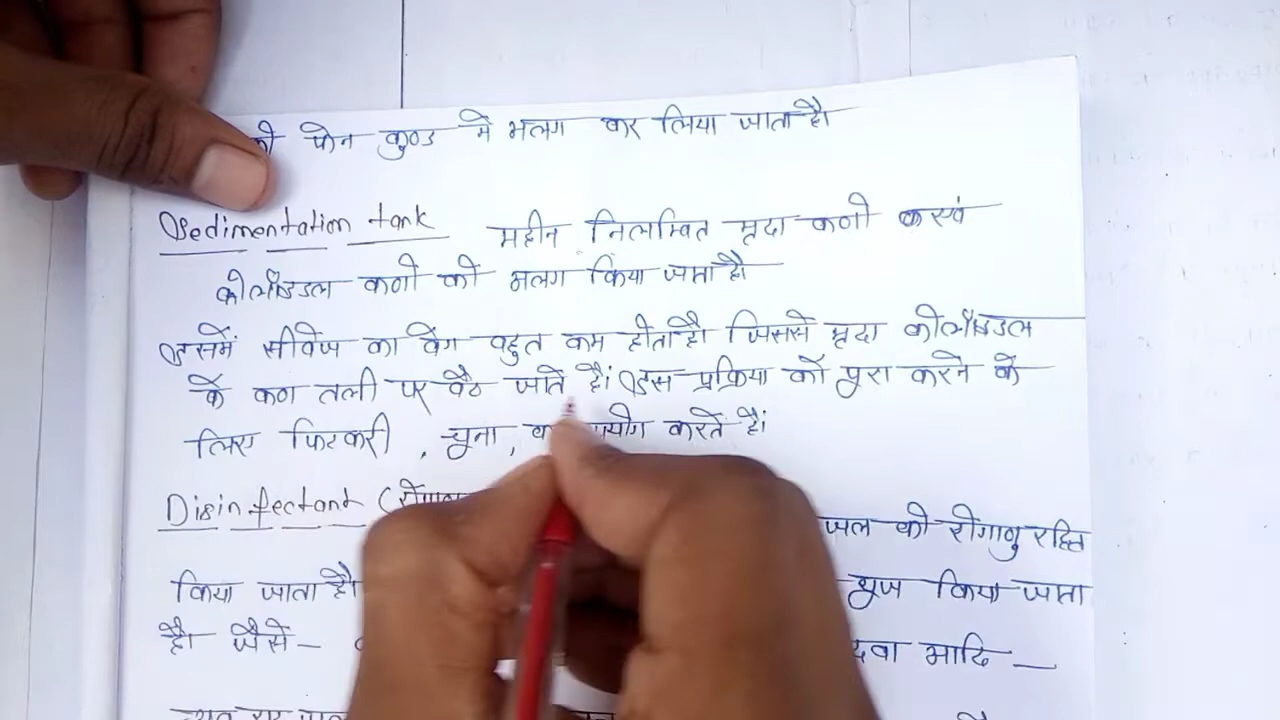 को फेन कुण्ड में अलग कर लिया जाता है।
Sedimentation tank महीन निलम्बित मृदा कणो एवं
कोलॉइडल कणो को अलग किया जाता है।
इसमें सीवेज का वेग बहुत कम होता है। जिससे मृदा कोलॉइडल
के कण तली पर बैठ जाते हैं। इस प्रक्रिया को पुरा करने के
लिए फिटकरी , चूना , करते हैं।
Disinfectant ( जल को रोगाणु रहित
किया जाता है। यूज किया जाता
है। जैसे – दवा आदि –